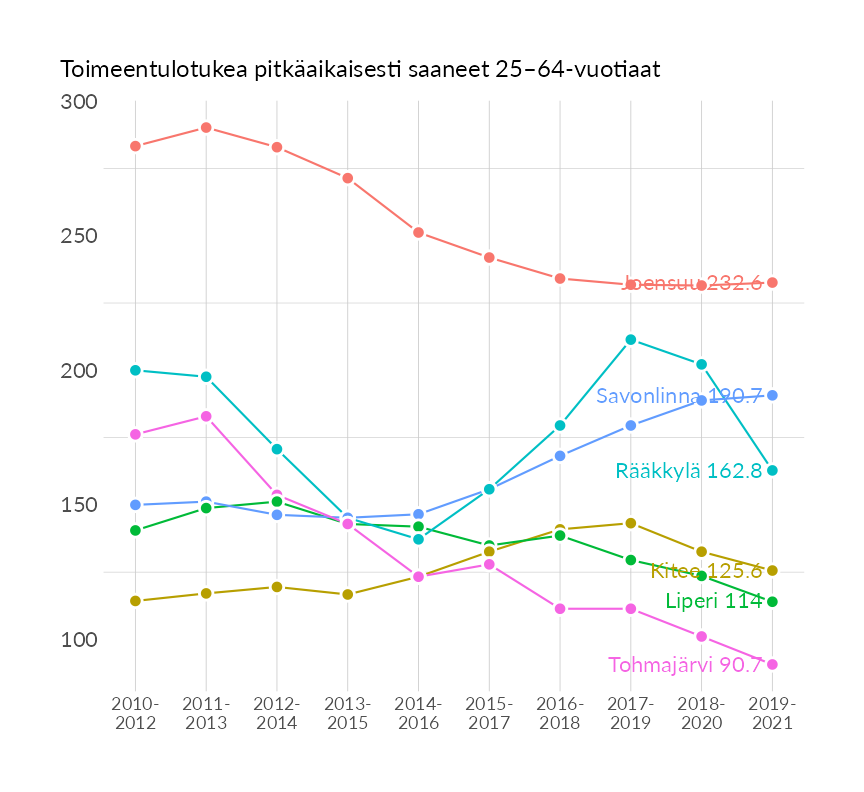 Toimeentulotukea pitkäaikaisesti saaneet 25–64-vuotiaat
300
250
200
150
100
Joensuu 232.6
Savonlinna 190.7
Rääkkylä 162.8
Kitee 125.6
Liperi 114
Tohmajärvi 90.7
2010- 2011- 2012- 2013- 2014- 2015- 2016- 2017- 2018- 2019-
2012 2013 2014 2015 2016 2017 2018 2019 2020 2021